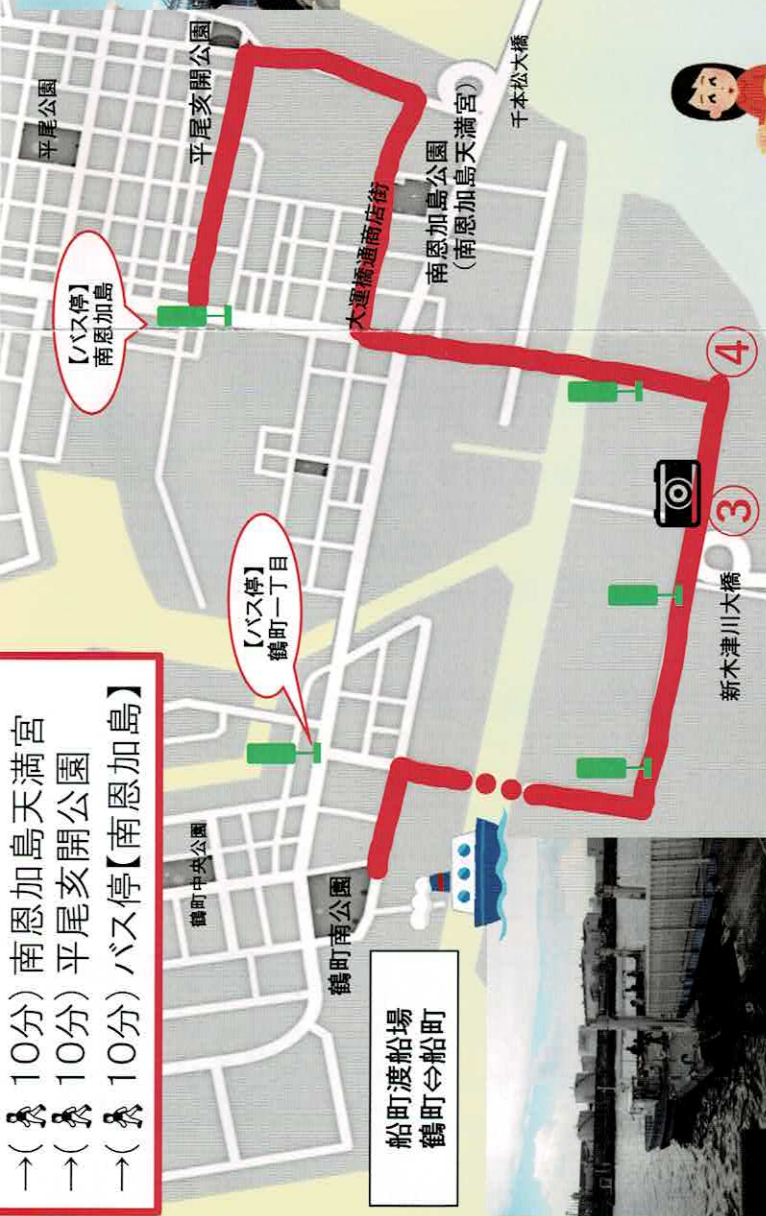 →( 10分) 南恩加島天満宮
→( 10分) 平尾亥開公園
→( 10分) バス停【南恩加島】
平尾公園
平尾亥開公園
【バス停】
南恩加島
千本松大橋
大運橋通商店街
南恩加島公園
(南恩加島天満宮)
【バス停】
鶴町一丁目
鶴町中央公園
鶴町南公園
船町渡船場
鶴町⇔船町
新木津川大橋
③
④